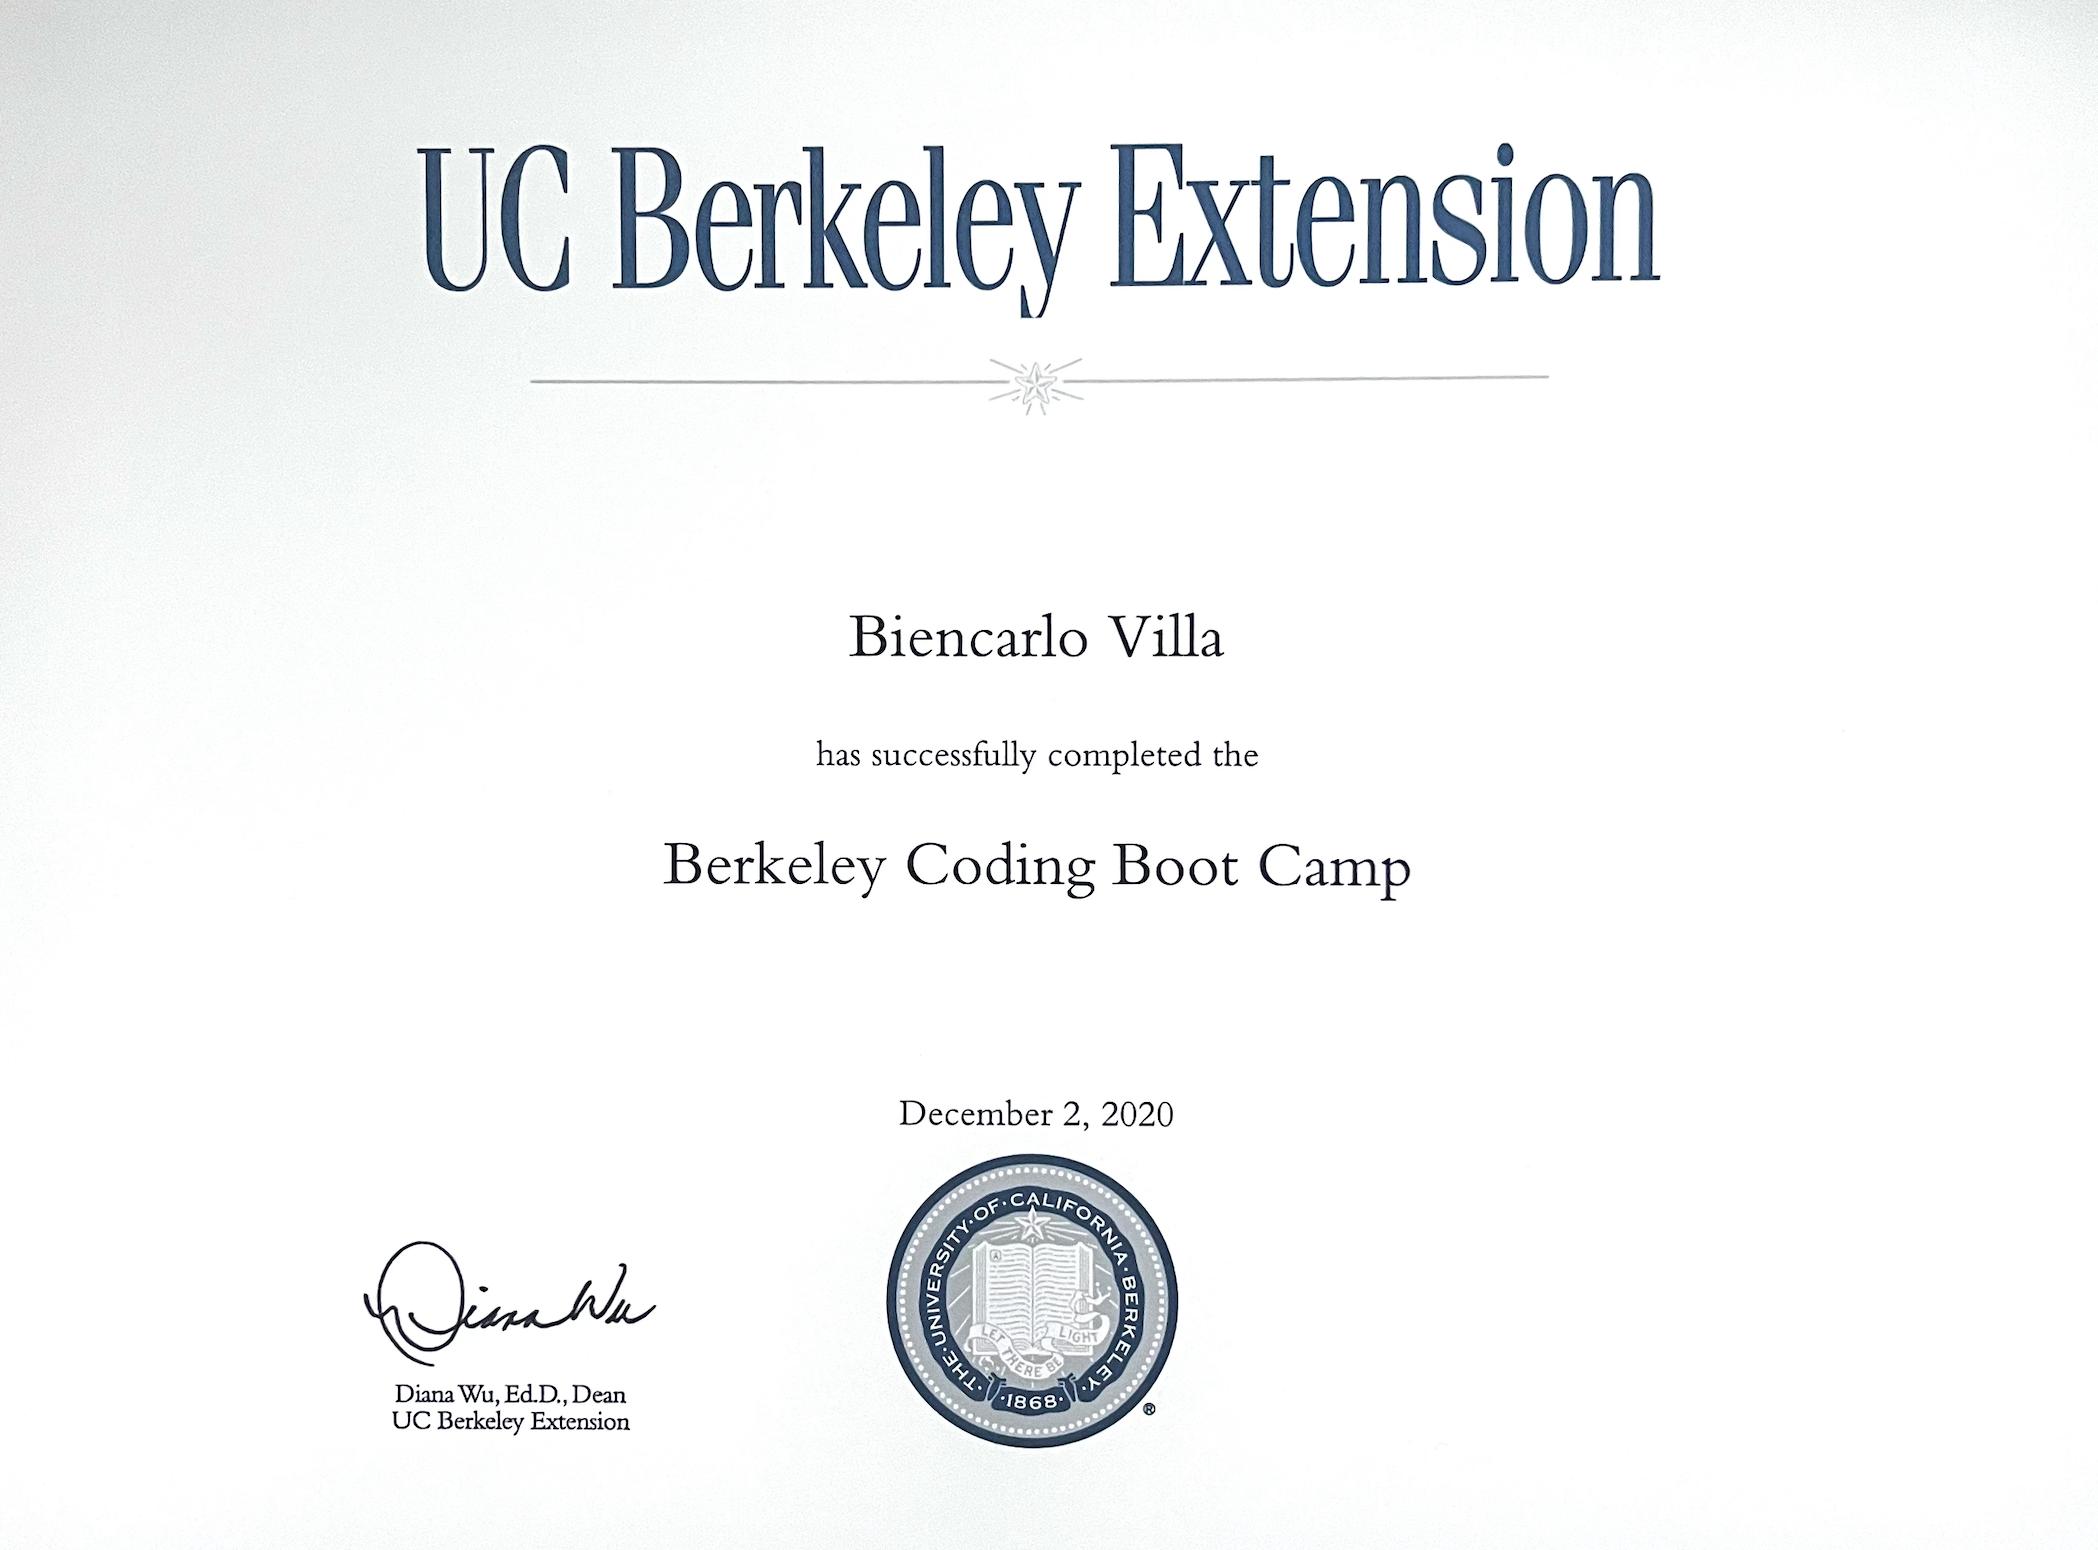 UC Berkeley Extension
Biencarlo Villa
has successfully completed the
Berkeley Coding Boot Camp
December 2, 2020
THE·UNIVERSITY·OF·CALIFORNIA·BERKELEY·
A
LET THERE BE LIGHT
·1868·
®
Diana Wu
Diana Wu, Ed.D., Dean
UC Berkeley Extension